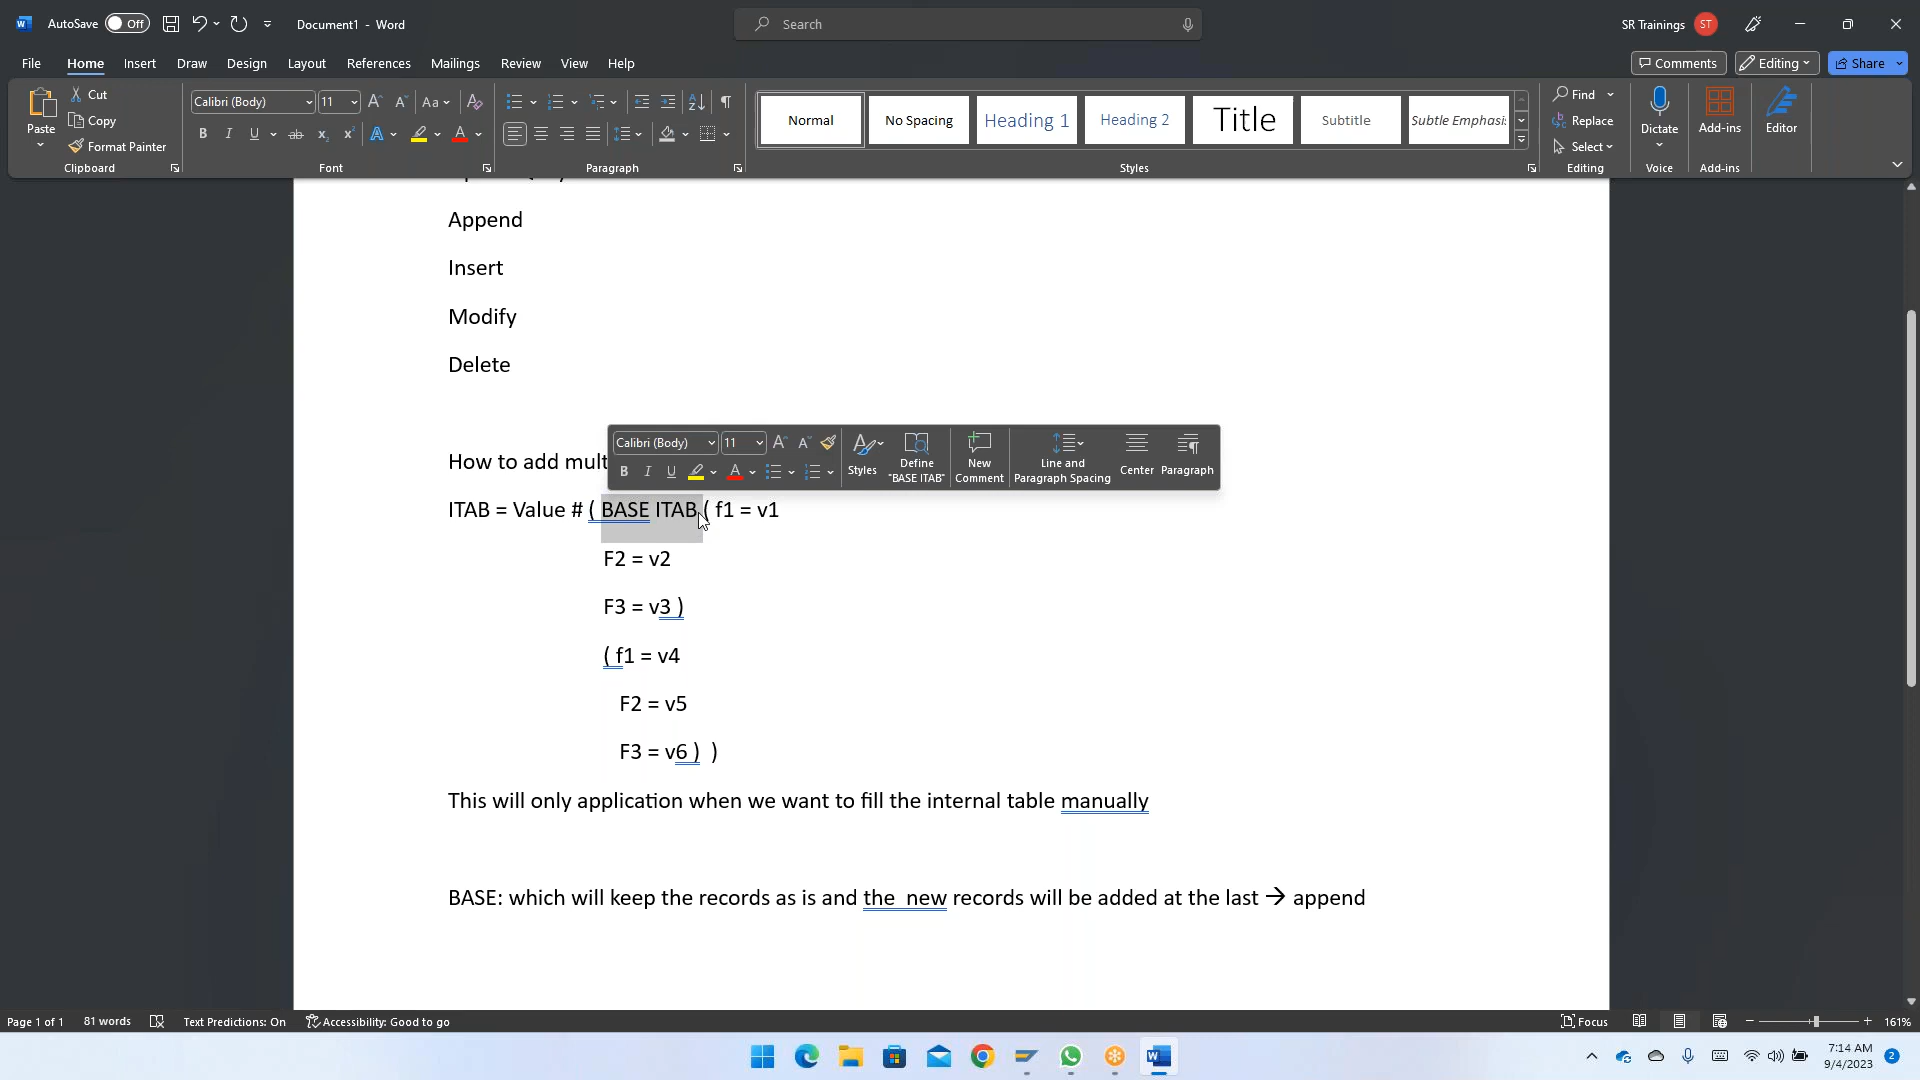 AutoSave Off Document1 - Word Search SR Trainings ST
File Home Insert Draw Design Layout References Mailings Review View Help Comments Editing Share
Paste Cut Copy Format Painter Clipboard
Calibri (Body) 11 Aa Font
Paragraph
Normal No Spacing Heading 1 Heading 2 Title Subtitle Subtle Emphasi: Styles
Find Replace Select Editing
Dictate Voice
Add-ins Add-ins
Editor
Append
Insert
Modify
Delete
Calibri (Body) 11 Styles Define "BASE ITAB" New Comment Line and Paragraph Spacing Center Paragraph
How to add mult
ITAB = Value # ( BASE ITAB ( f1 = v1
F2 = v2
F3 = v3 )
( f1 = v4
F2 = v5
F3 = v6 ) )
This will only application when we want to fill the internal table manually
BASE: which will keep the records as is and the new records will be added at the last → append
Page 1 of 1 81 words Text Predictions: On Accessibility: Good to go Focus 161%
7:14 AM
9/4/2023
2